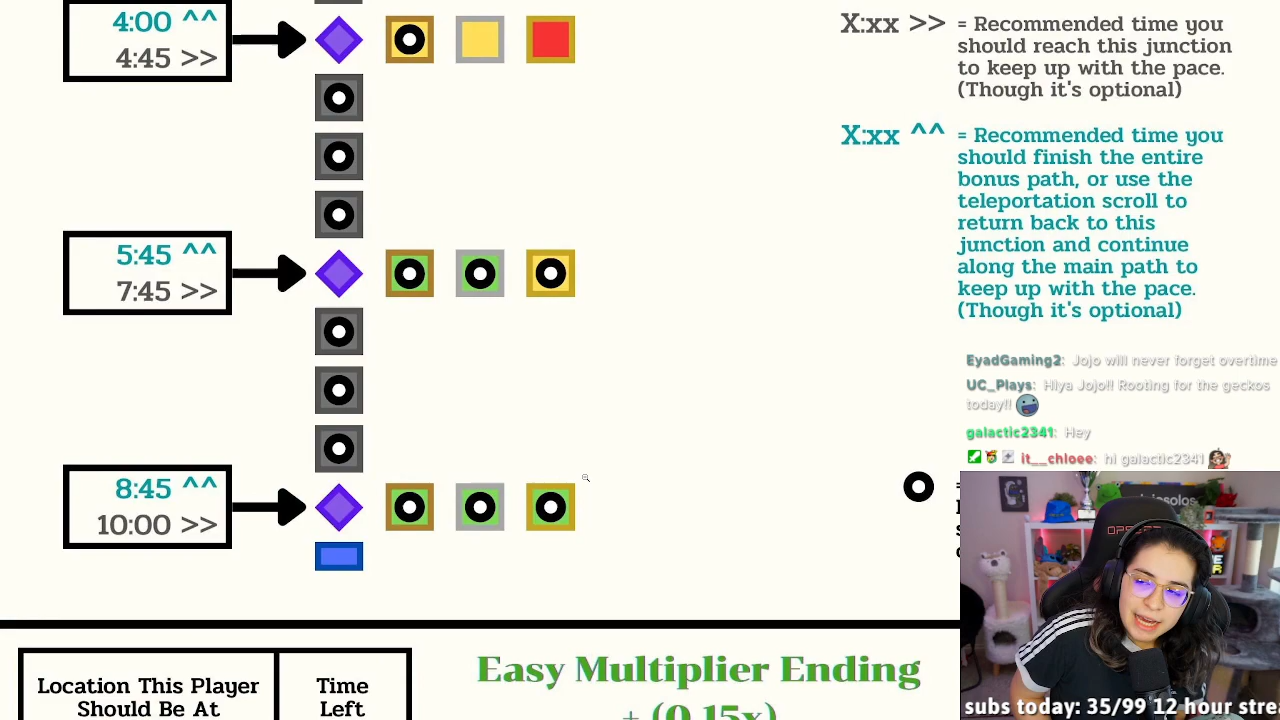 4:00 ^^
4:45 >>
5:45 ^^
7:45 >>
8:45 ^^
10:00 >>
X:xx >> = Recommended time you
should reach this junction
to keep up with the pace.
(Though it's optional)
X:xx ^^ = Recommended time you
should finish the entire
bonus path, or use the
teleportation scroll to
return back to this
junction and continue
along the main path to
keep up with the pace.
(Though it's optional)
EyadGaming2: Jojo will never forget overtime
UC_Plays: Hiya Jojo!! Rooting for the geckos
today!!
galactic2341: Hey
it__chloee: hi galactic2341
subs today: 35/99 12 hour stre
Location This Player
Should Be At
Time
Left
Easy Multiplier Ending
+ (0.15x)